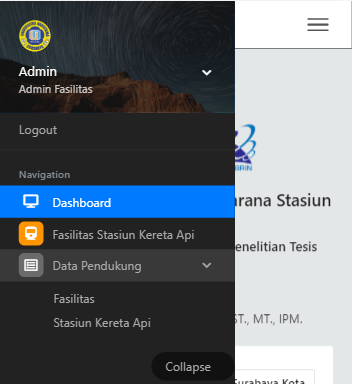 Admin
Admin Fasilitas
Logout
Navigation
Dashboard
Fasilitas Stasiun Kereta Api
Data Pendukung
Fasilitas
Stasiun Kereta Api
Collapse
BRIN
arana Stasiun
enelitian Tesis
ST., MT., IPM.
Surabaya Kota